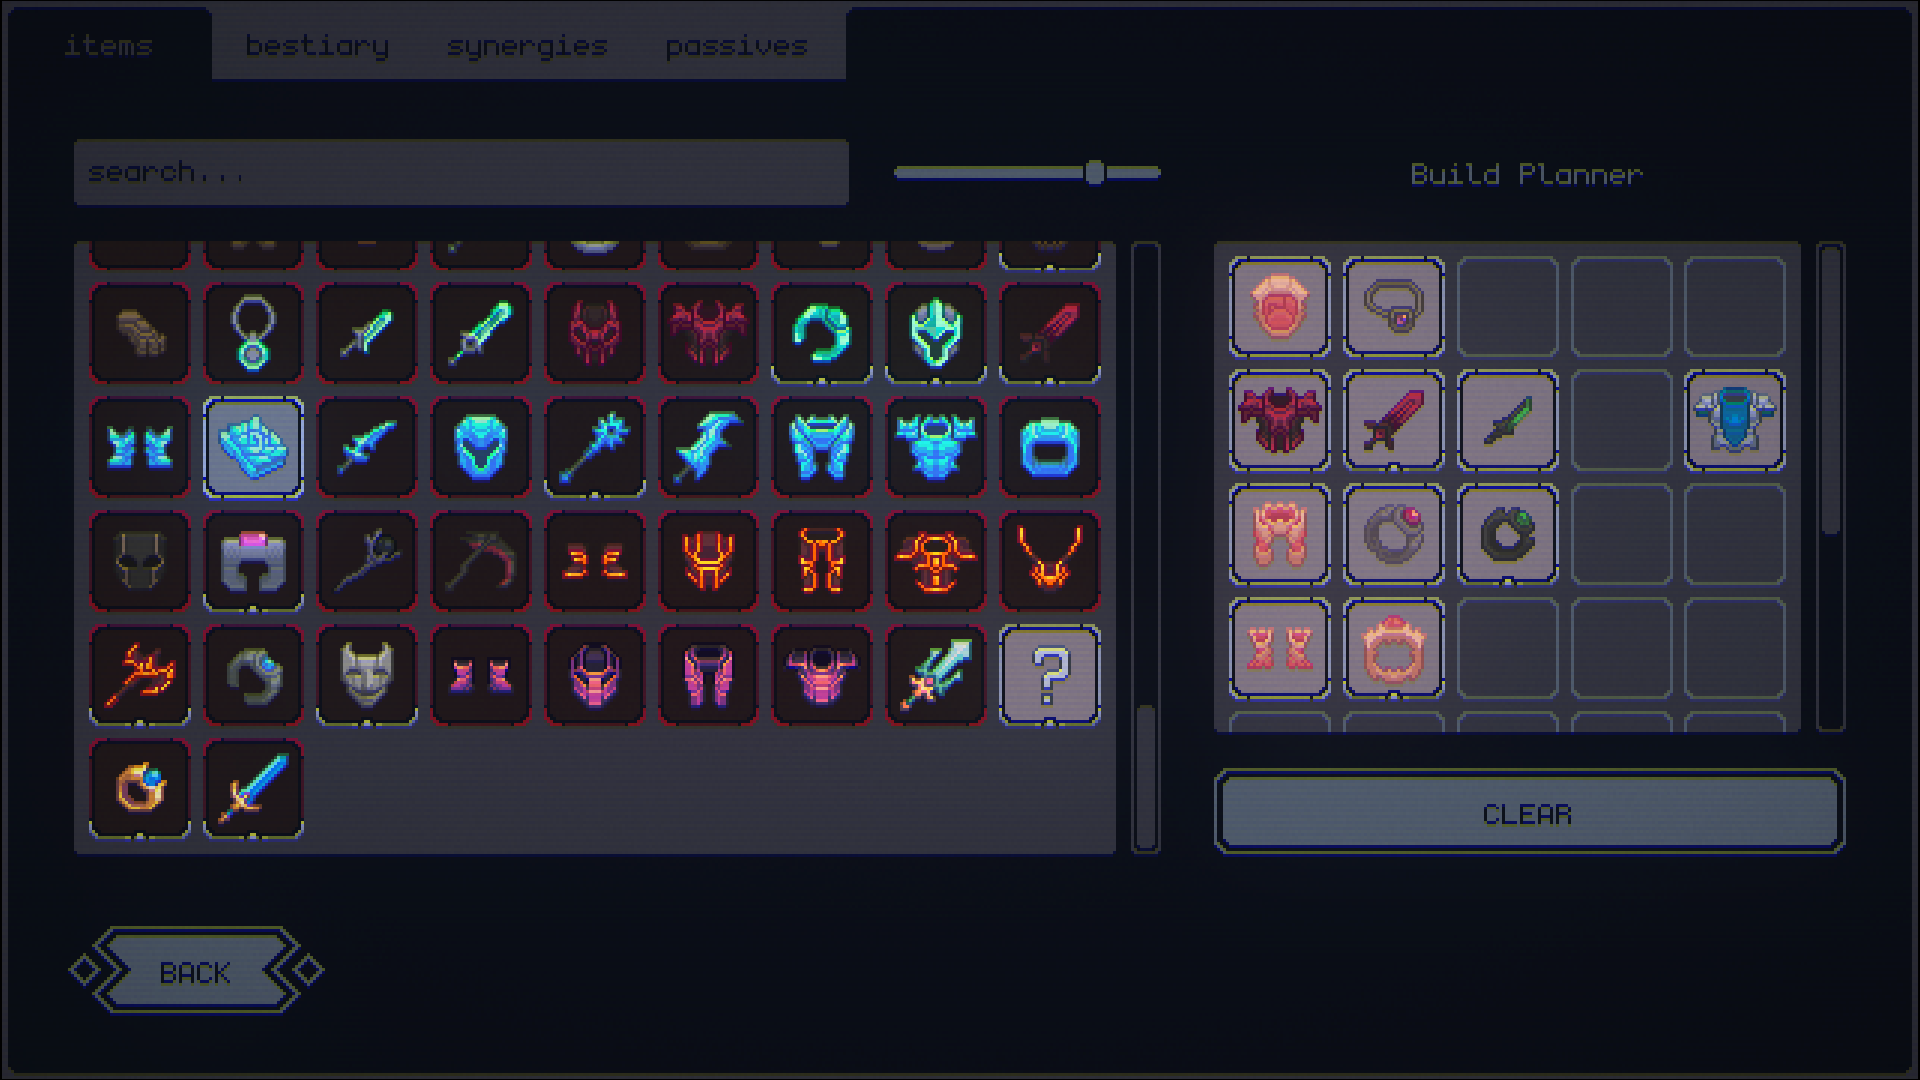 items bestiary synergies passives
search...
Build Planner
?
CLEAR
BACK